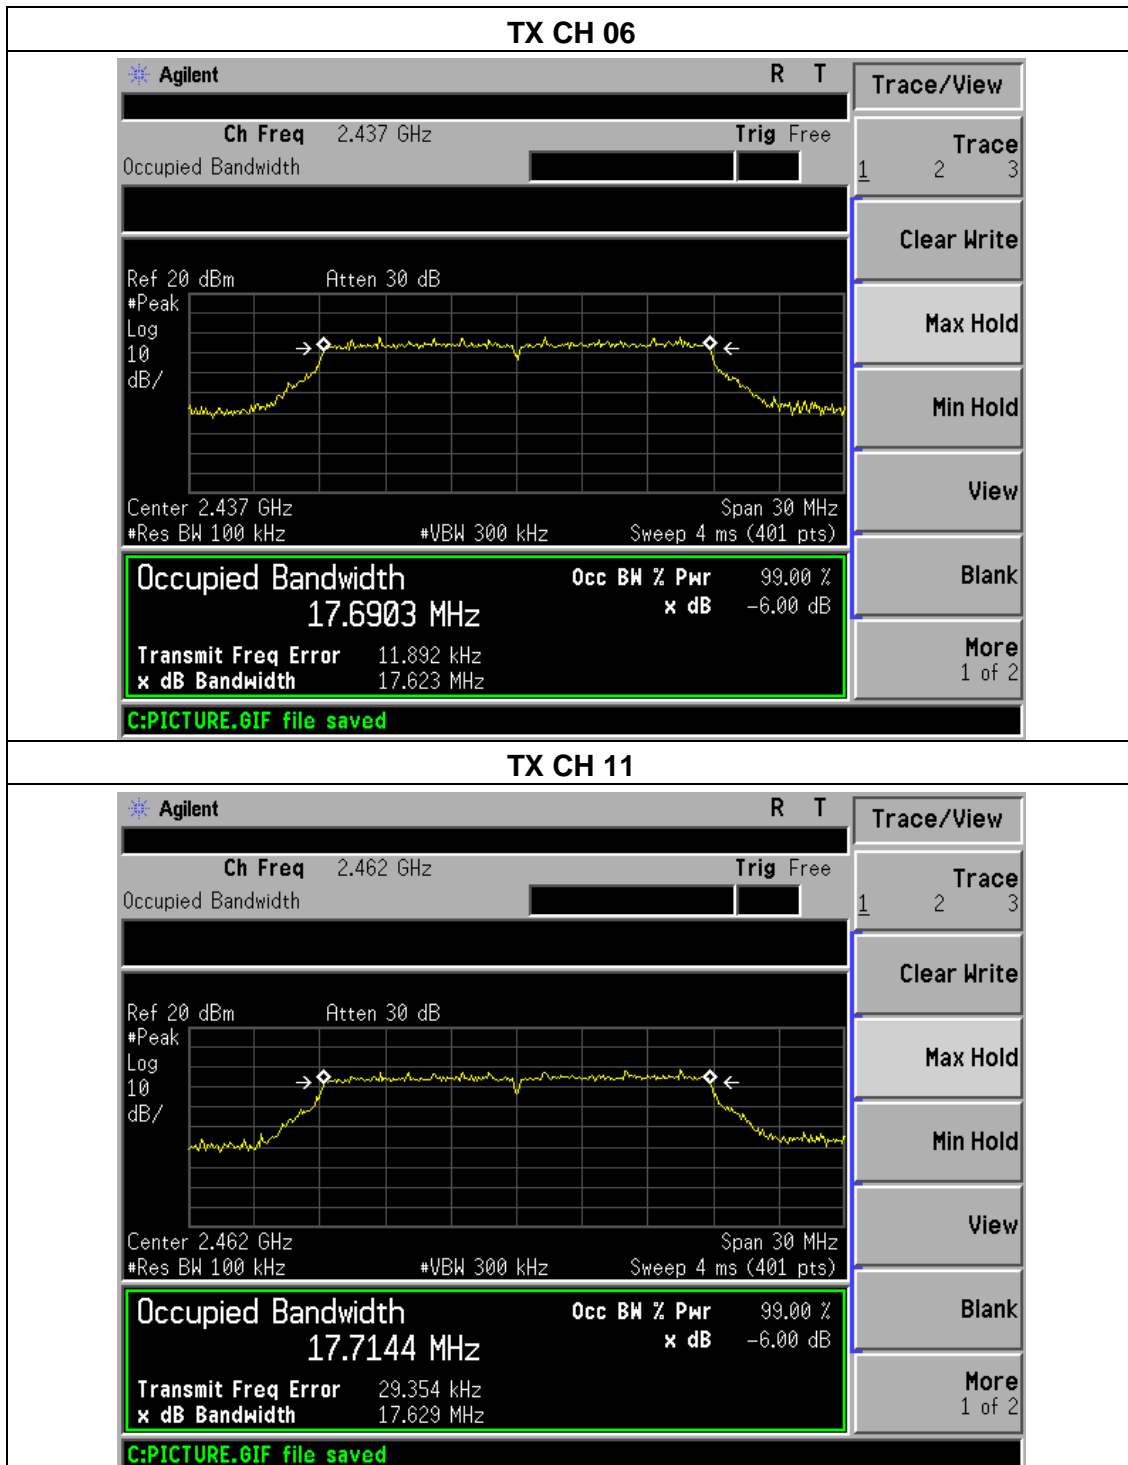 TX CH 06
Agilent R T
Trace/View
Ch Freq 2.437 GHz Trig Free
Occupied Bandwidth
Trace
1 2 3
Clear Write
Ref 20 dBm Atten 30 dB
#Peak
Log
10
dB/
Max Hold
Min Hold
View
Center 2.437 GHz Span 30 MHz
#Res BW 100 kHz #VBW 300 kHz Sweep 4 ms (401 pts)
Occupied Bandwidth Occ BW % Pwr 99.00 %
17.6903 MHz x dB -6.00 dB
Blank
Transmit Freq Error 11.892 kHz
x dB Bandwidth 17.623 MHz
More
1 of 2
C:PICTURE.GIF file saved
TX CH 11
Agilent R T
Trace/View
Ch Freq 2.462 GHz Trig Free
Occupied Bandwidth
Trace
1 2 3
Clear Write
Ref 20 dBm Atten 30 dB
#Peak
Log
10
dB/
Max Hold
Min Hold
View
Center 2.462 GHz Span 30 MHz
#Res BW 100 kHz #VBW 300 kHz Sweep 4 ms (401 pts)
Occupied Bandwidth Occ BW % Pwr 99.00 %
17.7144 MHz x dB -6.00 dB
Blank
Transmit Freq Error 29.354 kHz
x dB Bandwidth 17.629 MHz
More
1 of 2
C:PICTURE.GIF file saved